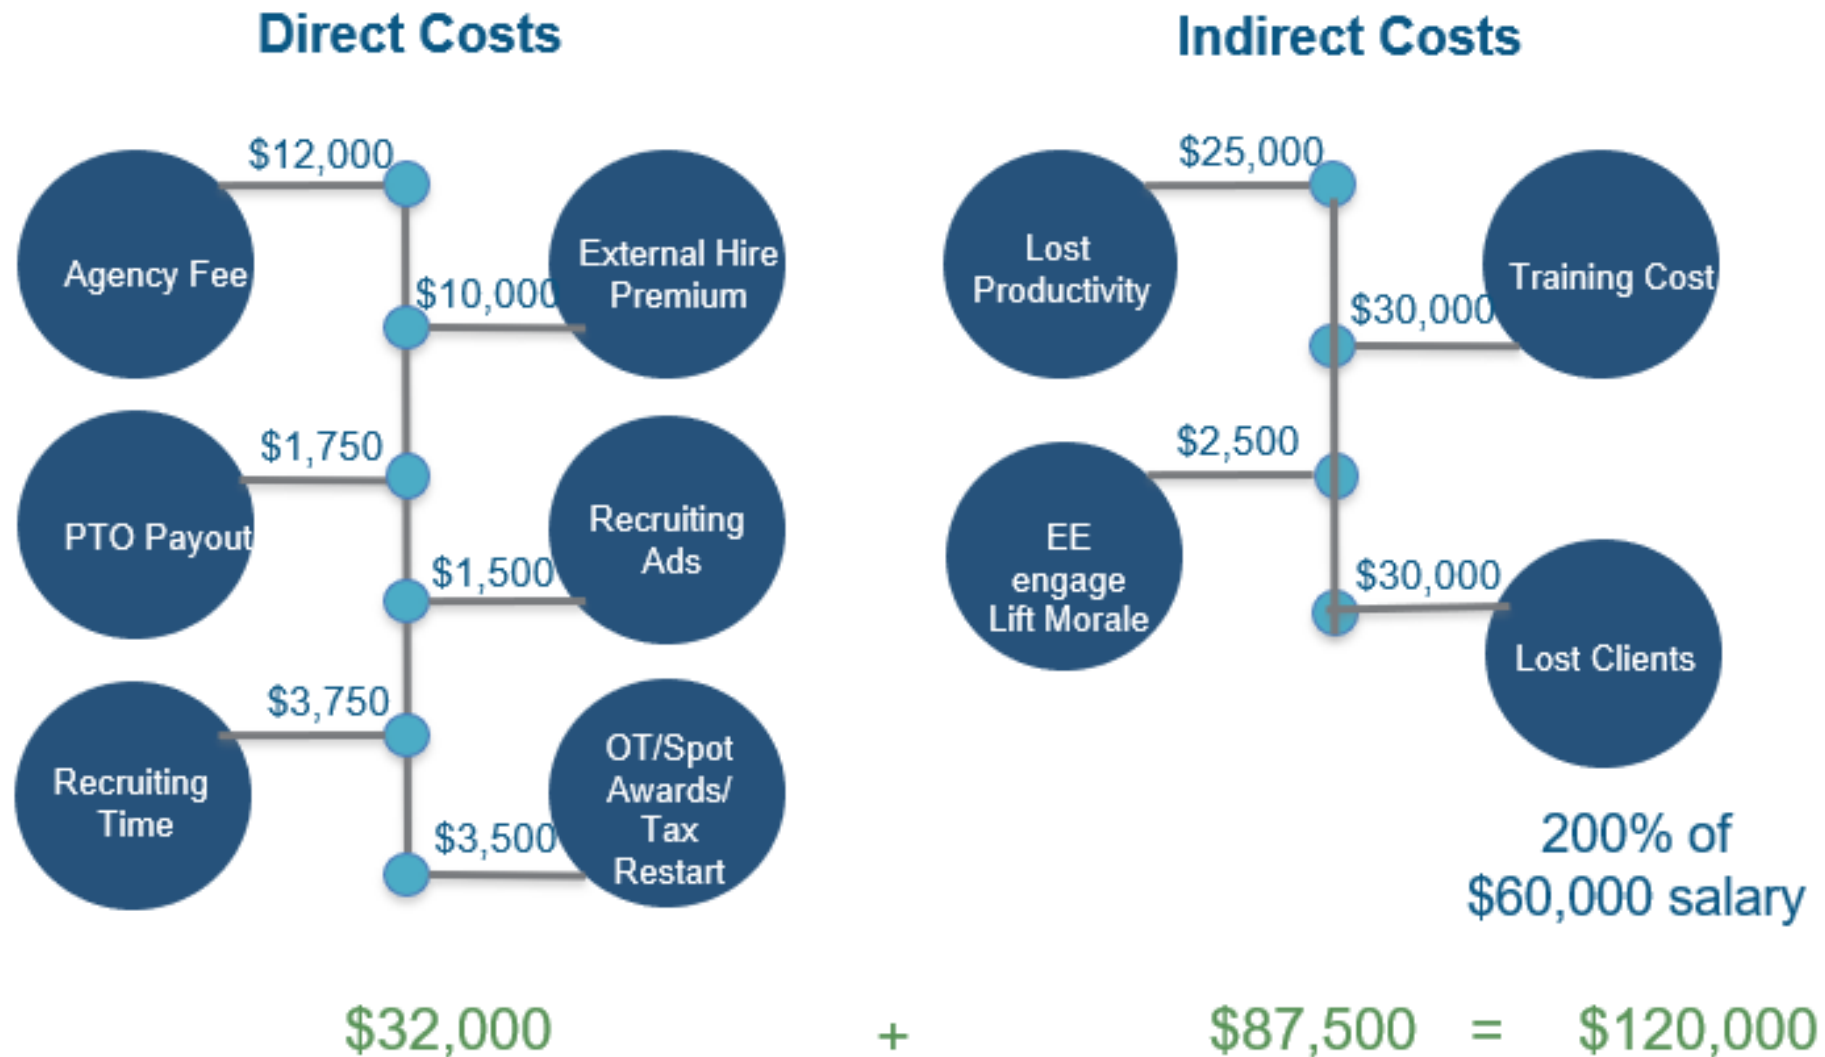 Direct Costs
Indirect Costs
$12,000
Agency Fee
$10,000
External Hire
Premium
$1,750
PTO Payout
$1,500
Recruiting
Ads
$3,750
Recruiting
Time
$3,500
OT/Spot
Awards/
Tax
Restart
$25,000
Lost
Productivity
$30,000
Training Cost
$2,500
EE
engage
Lift Morale
$30,000
Lost Clients
200% of
$60,000 salary
$32,000 + $87,500 = $120,000